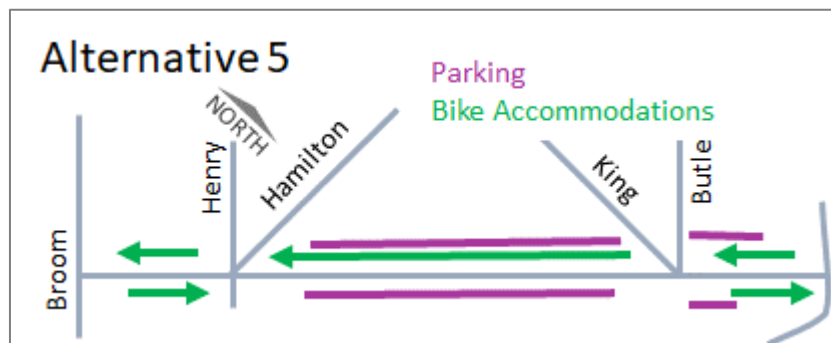 Alternative 5
Parking
Bike Accommodations
NORTH
Henry
Hamilton
King
Butle
Broom